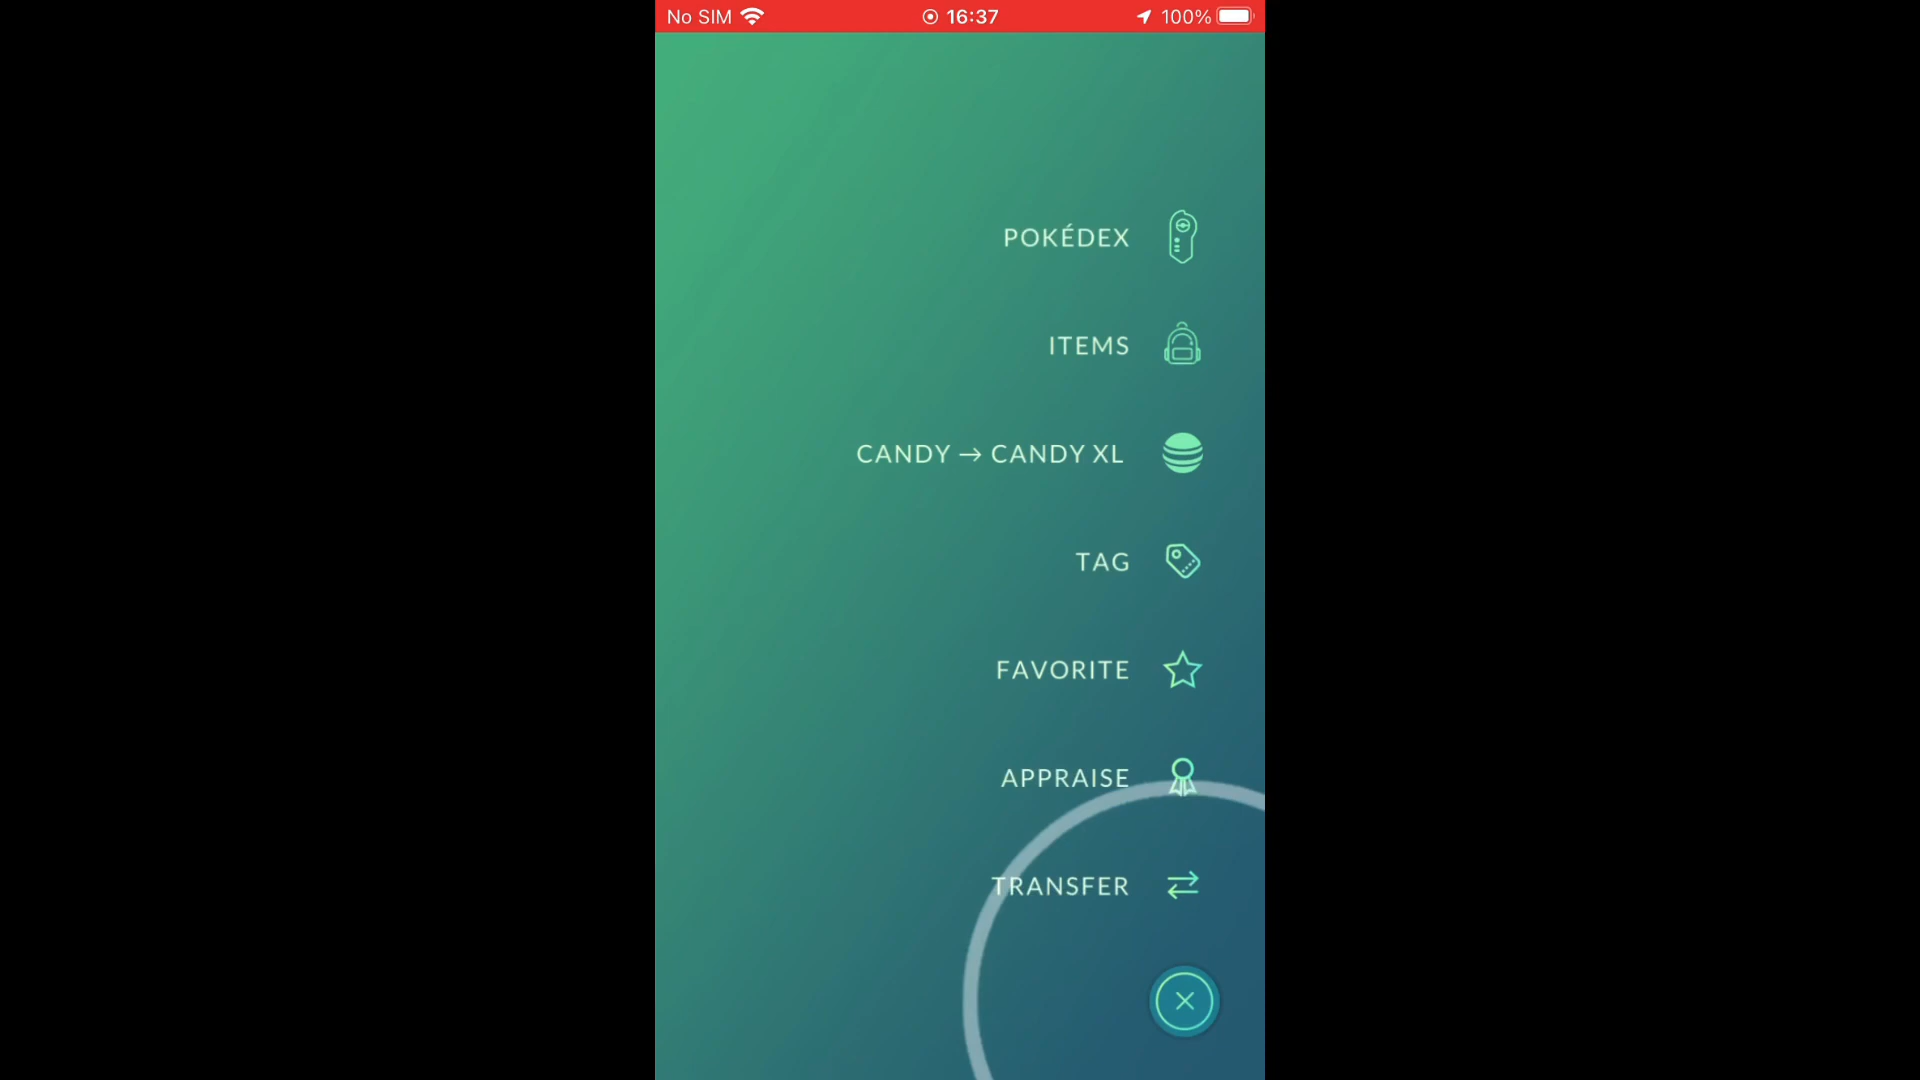 No SIM 16:37 100%
POKÉDEX
ITEMS
CANDY → CANDY XL
TAG
FAVORITE
APPRAISE
TRANSFER